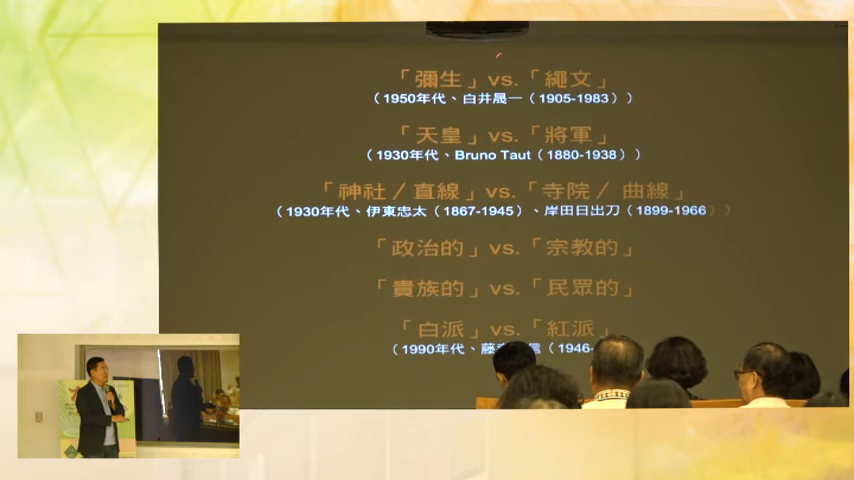 「彌生」vs.「繩文」
（1950年代、白井晟一（1905-1983））
「天皇」vs.「將軍」
（1930年代、Bruno Taut（1880-1938））
「神社／直線」vs.「寺院／ 曲線」
（1930年代、伊東忠太（1867-1945）、岸田日出刀（1899-1966））
「政治的」vs.「宗教的」
「貴族的」vs.「民眾的」
「白派」vs.「紅派」
（1990年代、藤 信（1946-